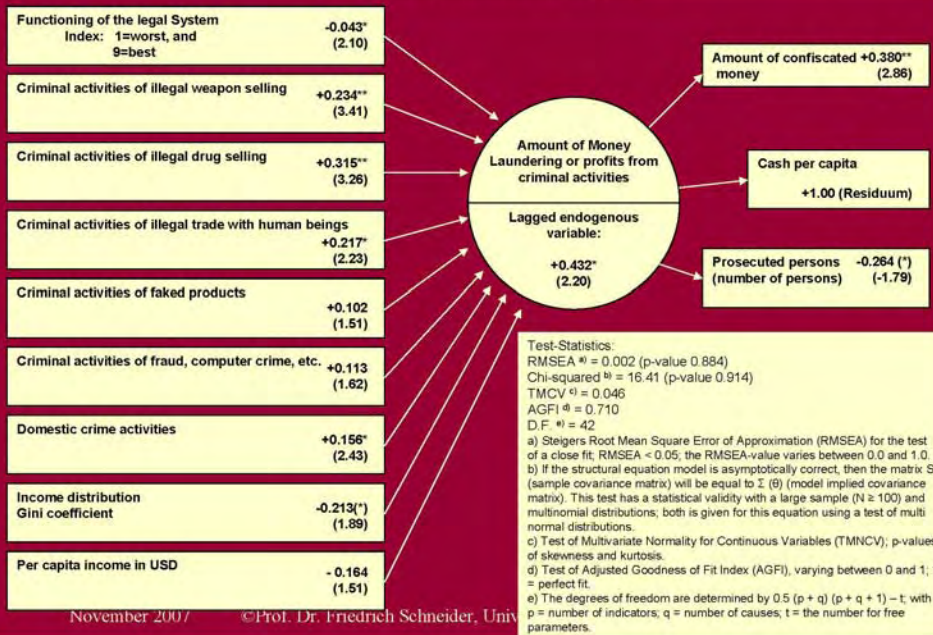 Functioning of the legal System
Index: 1=worst, and
9=best
-0.043*
(2.10)
Criminal activities of illegal weapon selling
+0.234**
(3.41)
Criminal activities of illegal drug selling
+0.315**
(3.26)
Criminal activities of illegal trade with human beings
+0.217*
(2.23)
Criminal activities of faked products
+0.102
(1.51)
Criminal activities of fraud, computer crime, etc.
+0.113
(1.62)
Domestic crime activities
+0.156*
(2.43)
Income distribution
Gini coefficient
-0.213(*)
(1.89)
Per capita income in USD
- 0.164
(1.51)
Amount of Money
Laundering or profits from
criminal activities
Lagged endogenous
variable:
+0.432*
(2.20)
Amount of confiscated +0.380**
money (2.86)
Cash per capita
+1.00 (Residuum)
Prosecuted persons -0.264 (*)
(number of persons) (-1.79)
Test-Statistics:
RMSEA a) = 0.002 (p-value 0.884)
Chi-squared b) = 16.41 (p-value 0.914)
TMCV c) = 0.046
AGFI d) = 0.710
D.F. e) = 42
a) Steigers Root Mean Square Error of Approximation (RMSEA) for the test
of a close fit; RMSEA < 0.05; the RMSEA-value varies between 0.0 and 1.0.
b) If the structural equation model is asymptotically correct, then the matrix S
(sample covariance matrix) will be equal to Σ (θ) (model implied covariance
matrix). This test has a statistical validity with a large sample (N ≥ 100) and
multinomial distributions; both is given for this equation using a test of multi
normal distributions.
c) Test of Multivariate Normality for Continuous Variables (TMNCV); p-values
of skewness and kurtosis.
d) Test of Adjusted Goodness of Fit Index (AGFI), varying between 0 and 1;
= perfect fit.
e) The degrees of freedom are determined by 0.5 (p + q) (p + q + 1) – t; with
p = number of indicators; q = number of causes; t = the number for free
parameters.
November 2007 ©Prof. Dr. Friedrich Schneider, Univ